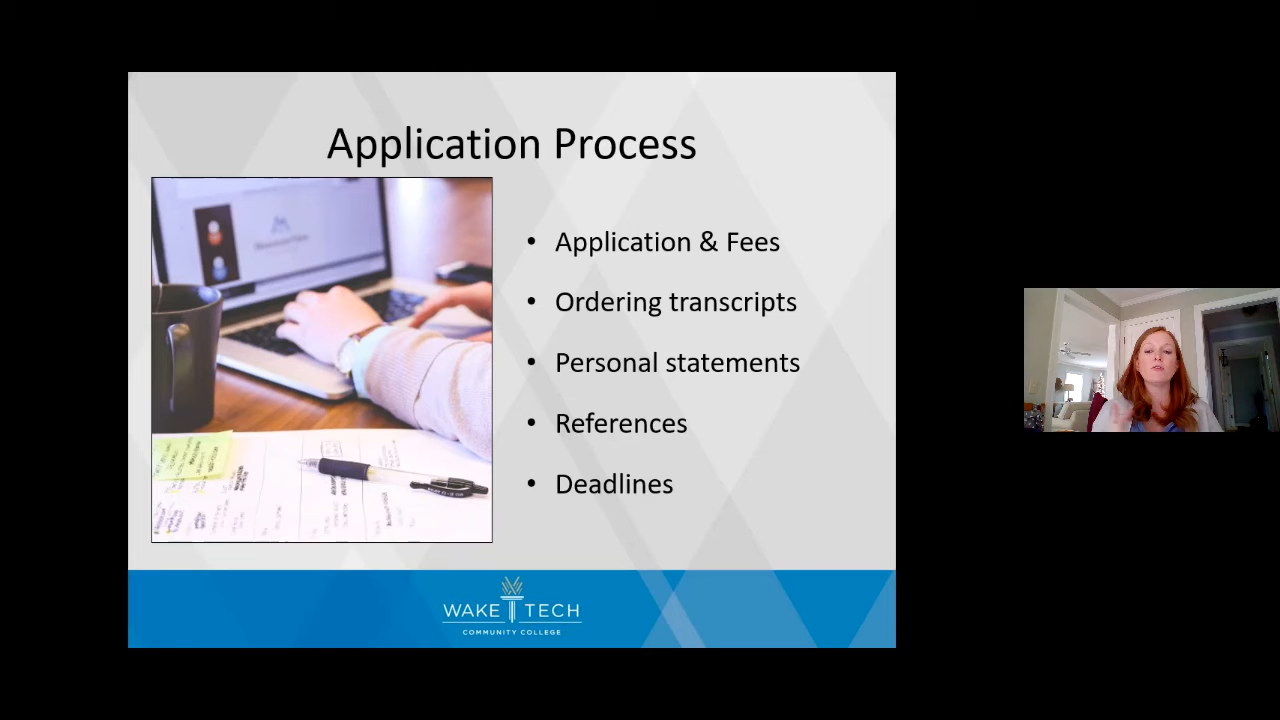 Application Process
• Application & Fees
• Ordering transcripts
• Personal statements
• References
• Deadlines
WAKE TECH
COMMUNITY COLLEGE